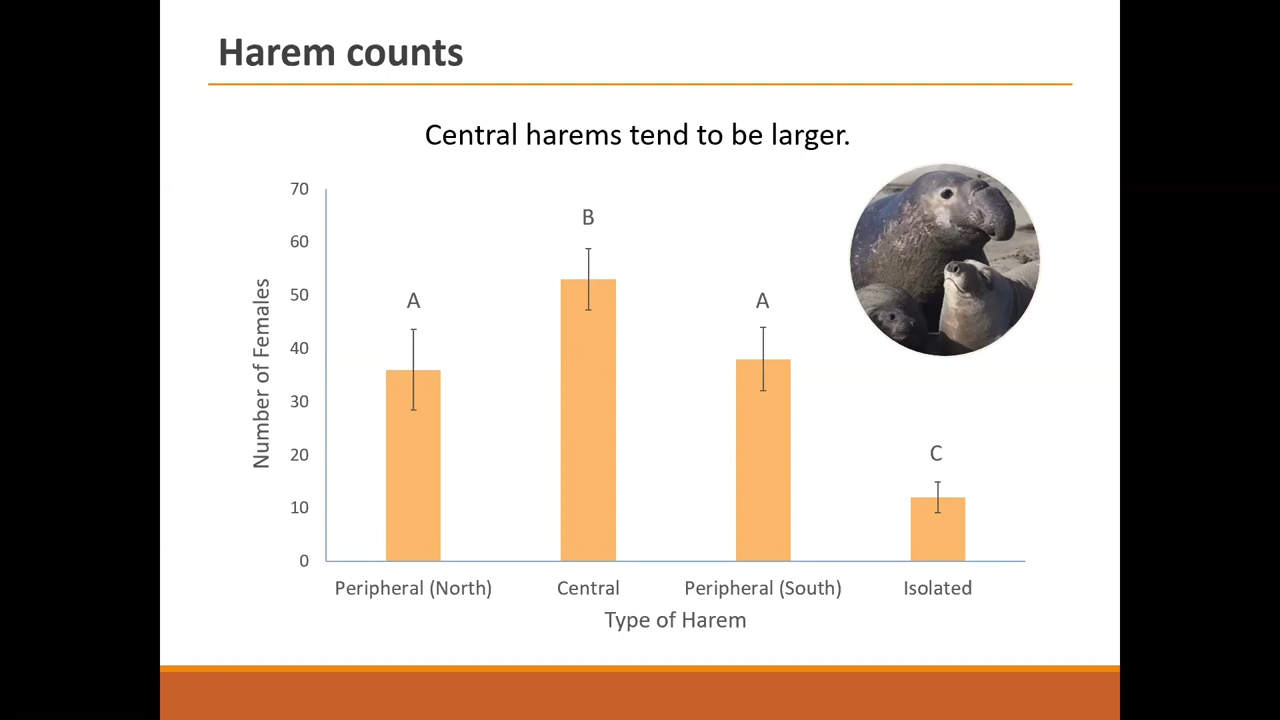 Harem counts
Central harems tend to be larger.
70
60
50
40
30
20
10
0
Number of Females
A
B
A
C
Peripheral (North)
Central
Peripheral (South)
Isolated
Type of Harem